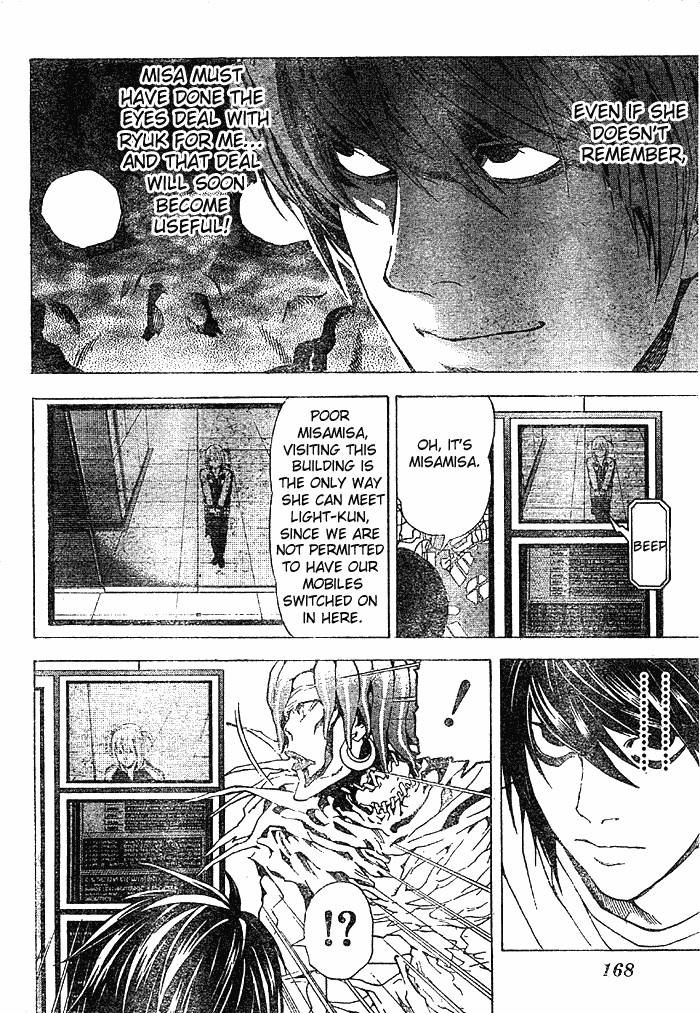 EVEN IF SHE
DOESN'T
REMEMBER,
MISA MUST
HAVE DONE THE
EYES DEAL WITH
RYUK FOR ME...
AND THAT DEAL
WILL SOON
BECOME
USEFUL!
BEEP
OH, IT'S
MISAMISA.
POOR
MISAMISA,
VISITING THIS
BUILDING IS
THE ONLY WAY
SHE CAN MEET
LIGHT-KUN,
SINCE WE ARE
NOT PERMITTED
TO HAVE OUR
MOBILES
SWITCHED ON
IN HERE.
!
!?
168